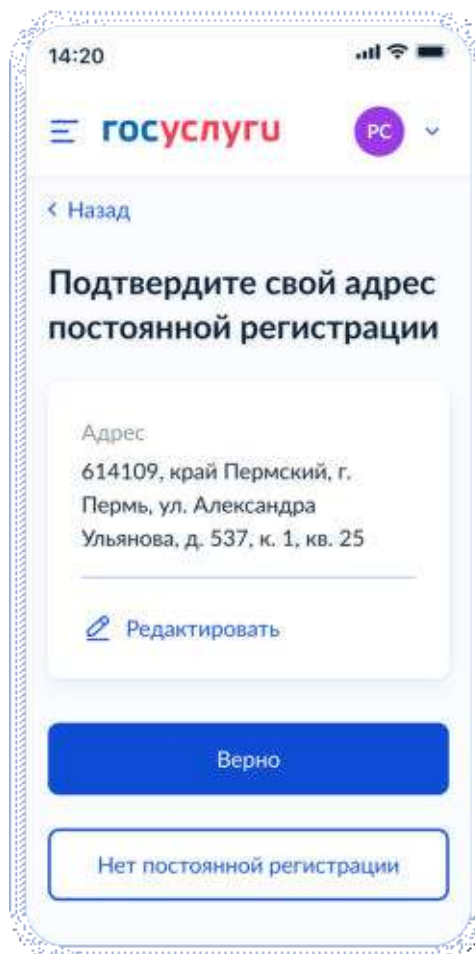 14:20
госуслуги
РС
Назад
Подтвердите свой адрес
постоянной регистрации
Адрес
614109, край Пермский, г.
Пермь, ул. Александра
Ульянова, д. 537, к. 1, кв. 25
Редактировать
Верно
Нет постоянной регистрации